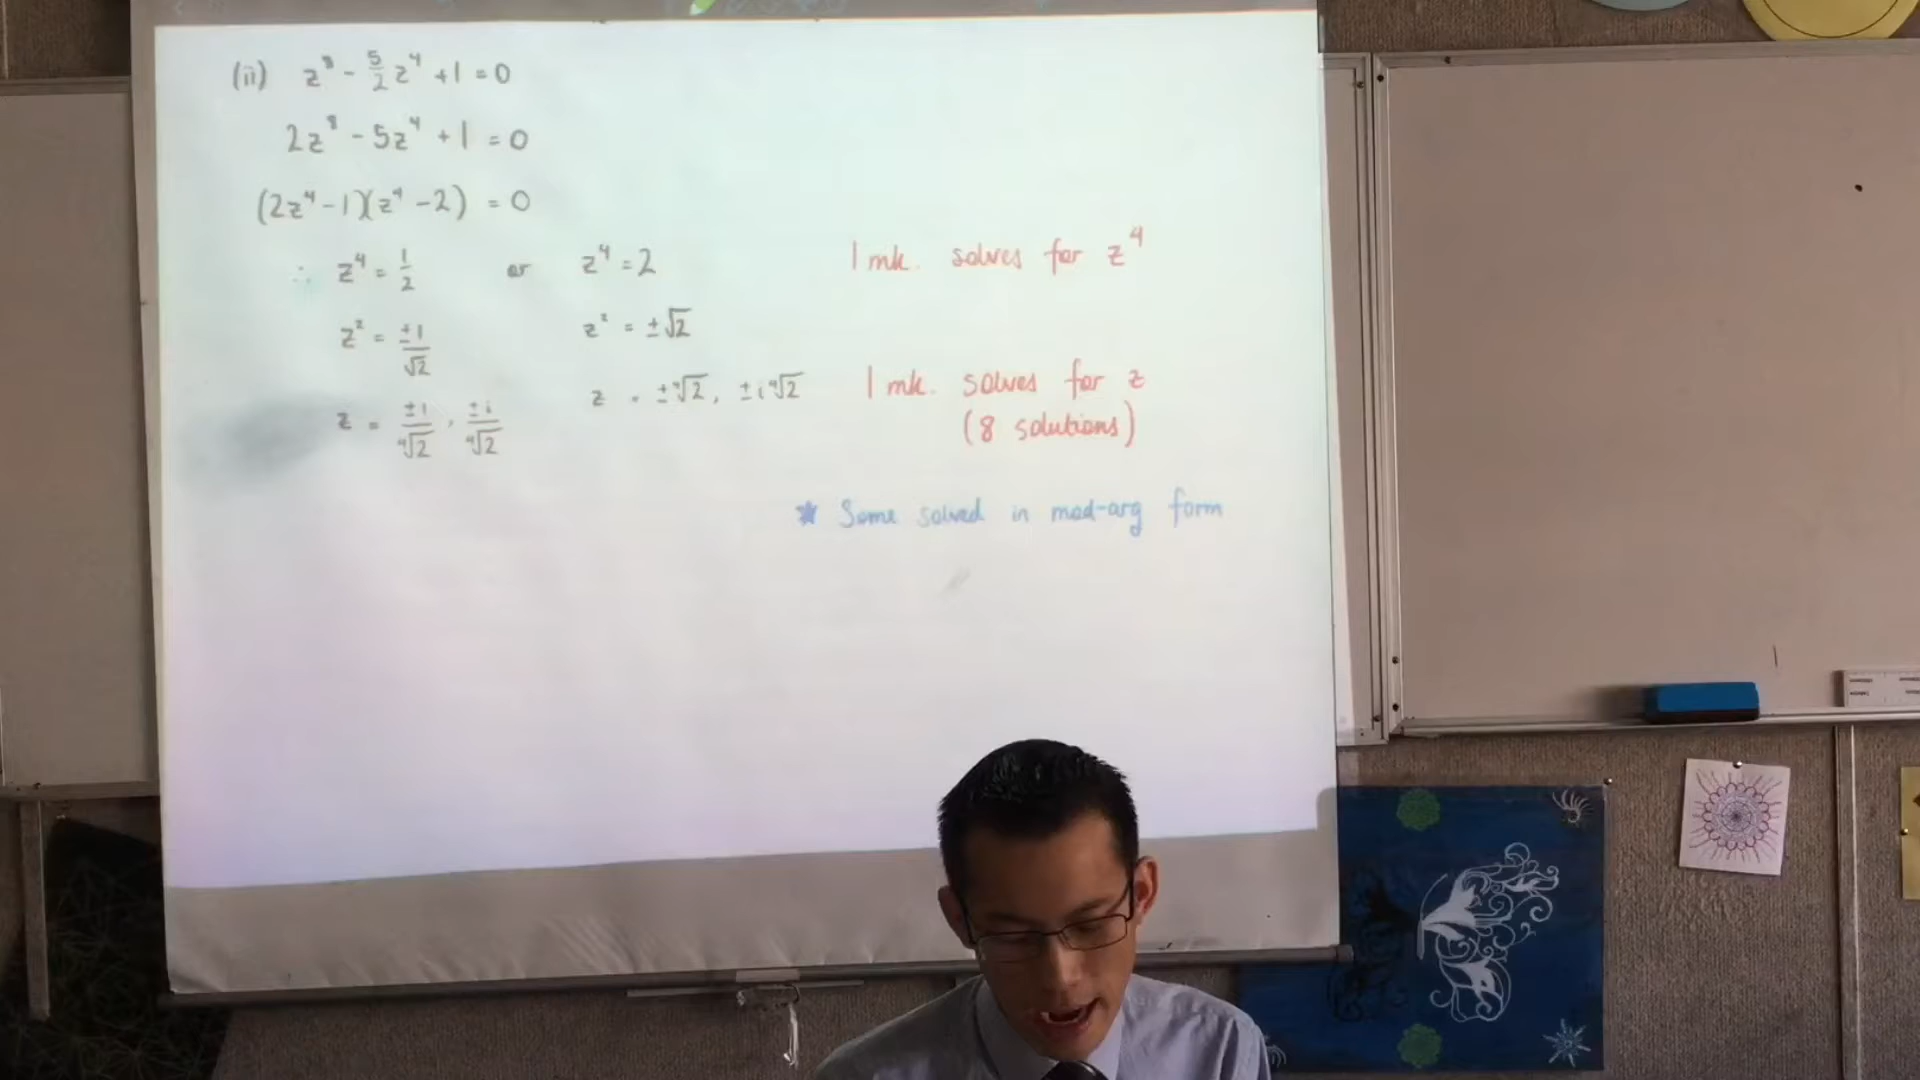 (ii) z⁸ - 5/2 z⁴ + 1 = 0
2z⁸ - 5z⁴ + 1 = 0
(2z⁴ - 1)(z⁴ - 2) = 0
∴ z⁴ = 1/2 or z⁴ = 2 1 mk. solves for z⁴
z² = ±1/√2 z² = ±√2
z = ±1/⁴√2, ±i/⁴√2 z = ±⁴√2, ±i⁴√2 1 mk. solves for z
(8 solutions)
★ Some solved in mod-arg form